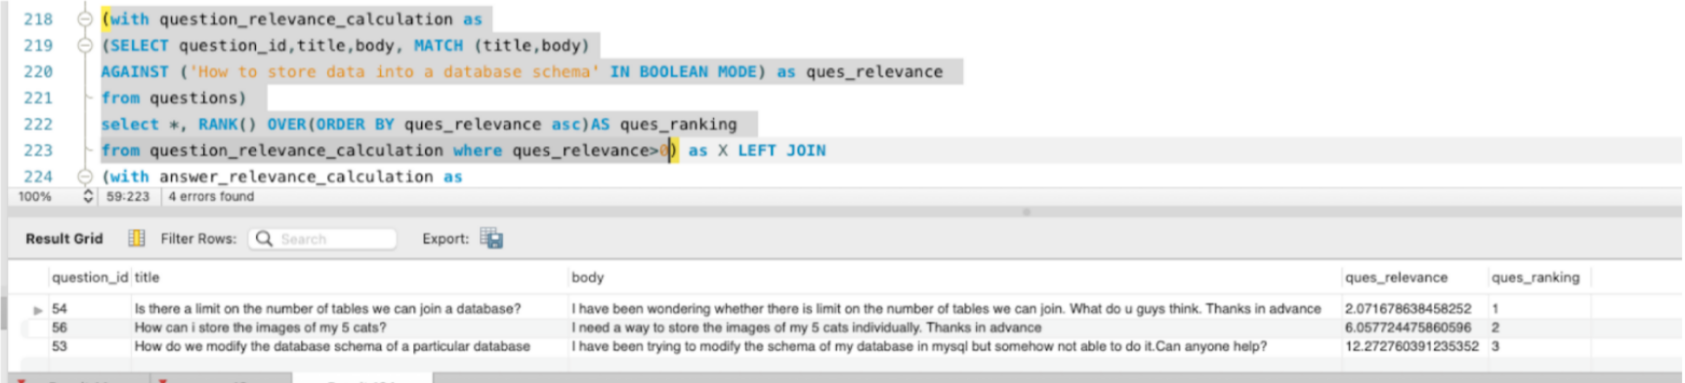 218 (with question_relevance_calculation as
219 (SELECT question_id,title,body, MATCH (title,body)
220 AGAINST ('How to store data into a database schema' IN BOOLEAN MODE) as ques_relevance
221 from questions)
222 select *, RANK() OVER(ORDER BY ques_relevance asc)AS ques_ranking
223 from question_relevance_calculation where ques_relevance>0) as X LEFT JOIN
224 (with answer_relevance_calculation as
100% 59:223 4 errors found
Result Grid Filter Rows: Search Export:
question_id title body ques_relevance ques_ranking
54 Is there a limit on the number of tables we can join a database? I have been wondering whether there is limit on the number of tables we can join. What do u guys think. Thanks in advance 2.071678638458252 1
56 How can i store the images of my 5 cats? I need a way to store the images of my 5 cats individually. Thanks in advance 6.057724475860596 2
53 How do we modify the database schema of a particular database I have been trying to modify the schema of my database in mysql but somehow not able to do it.Can anyone help? 12.272760391235352 3